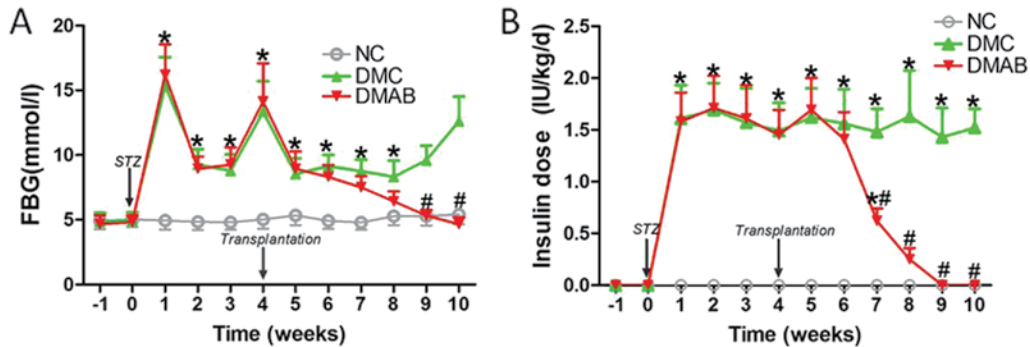 A
FBG(mmol/l)
20
15
10
5
0
NC
DMC
DMAB
* * * * * * * *
# #
STZ
Transplantation
-1 0 1 2 3 4 5 6 7 8 9 10
Time (weeks)
B
Insulin dose (IU/kg/d)
2.5
2.0
1.5
1.0
0.5
0.0
NC
DMC
DMAB
* * * * * * * * * *
*#
# # #
STZ
Transplantation
-1 0 1 2 3 4 5 6 7 8 9 10
Time (weeks)